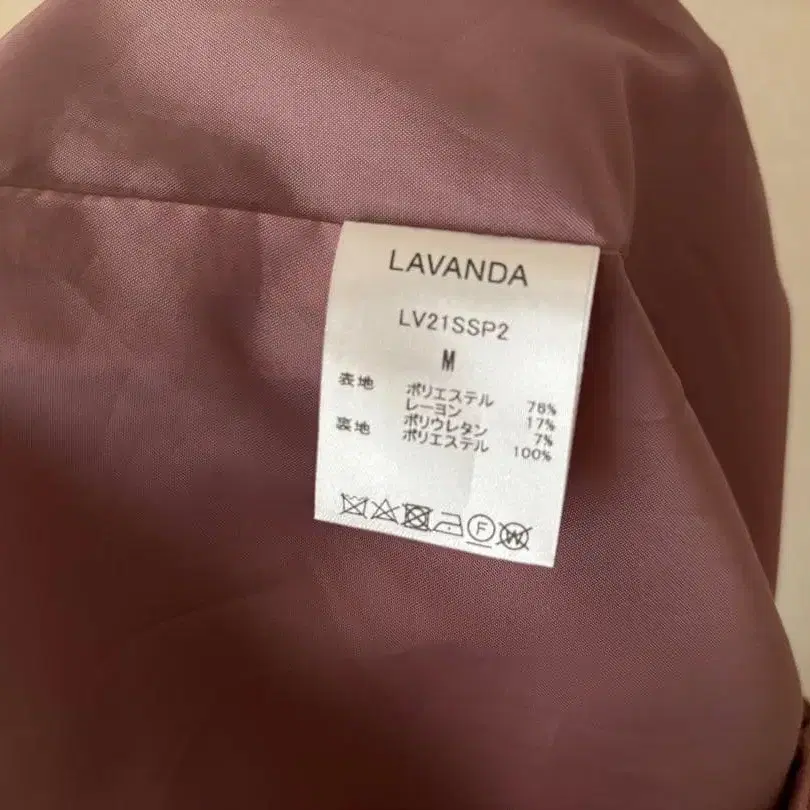 LAVANDA
LV21SSP2
M
表地 ポリエステル 76%
レーヨン 17%
ポリウレタン 7%
裏地 ポリエステル 100%
F
W